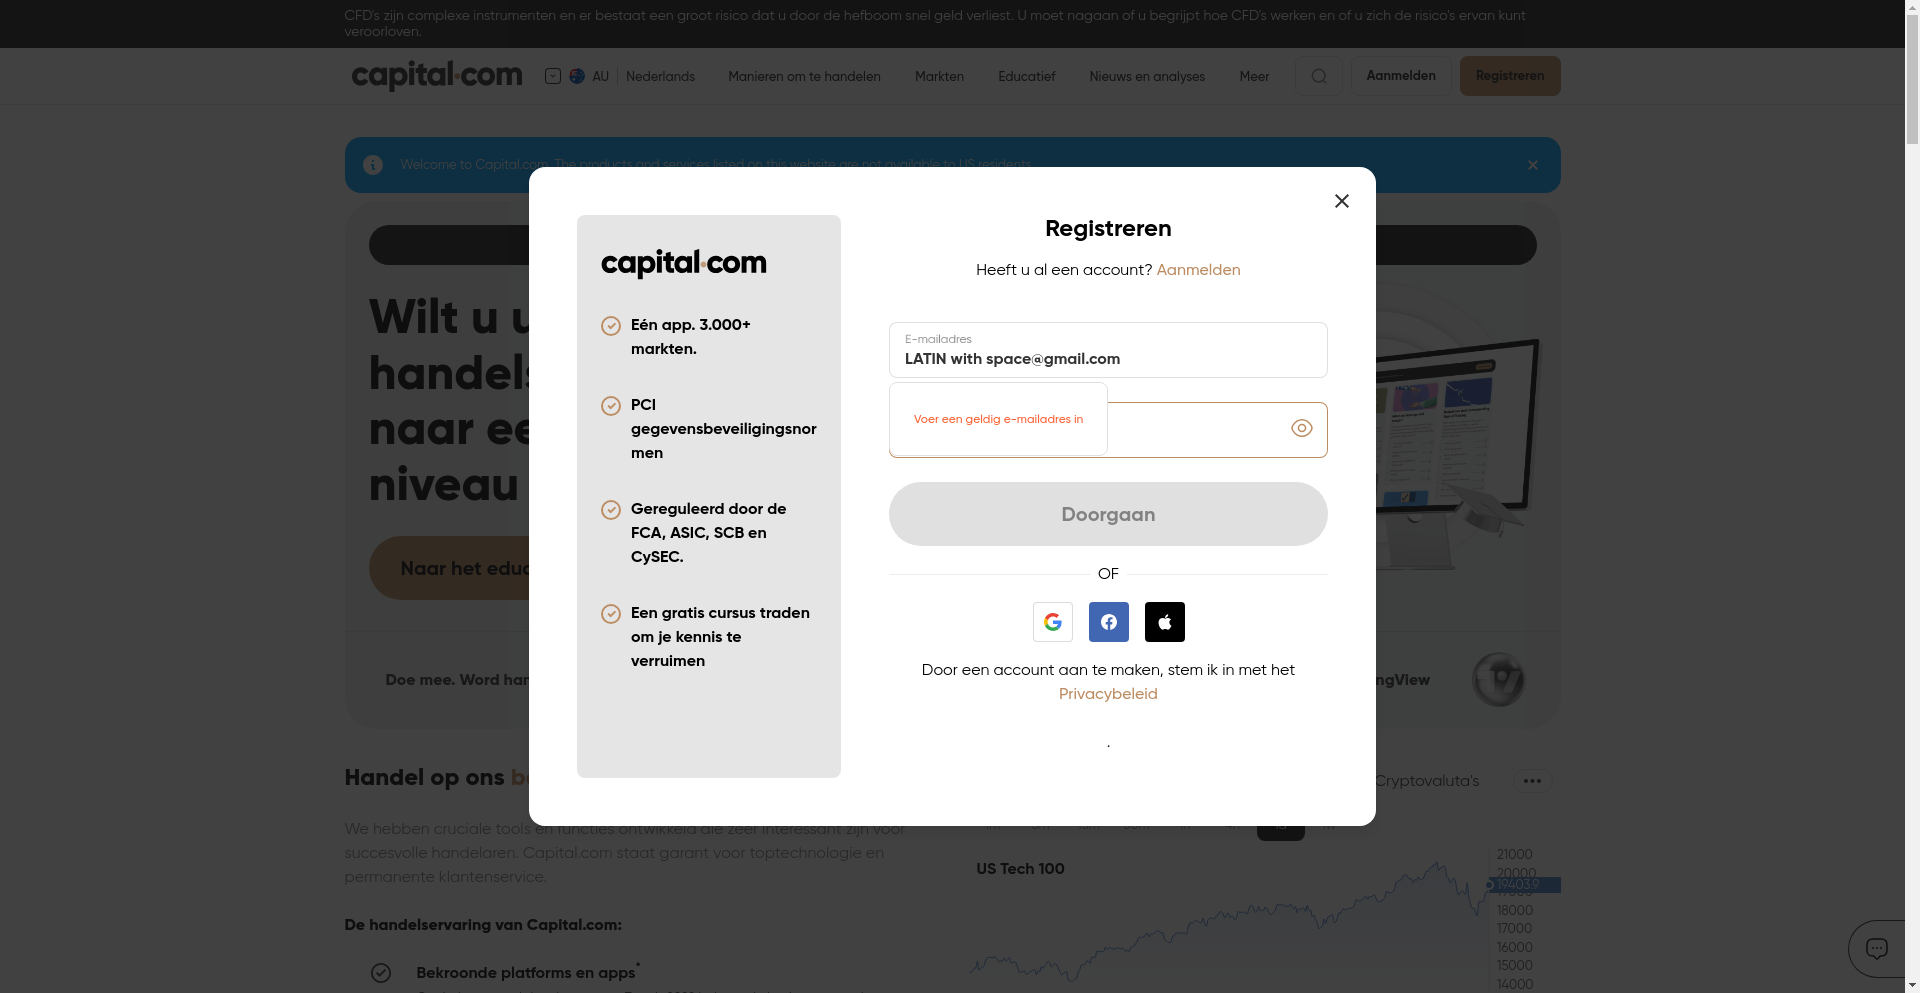 CFD's zijn complexe instrumenten en er bestaat een groot risico dat u door de hefboom snel geld verliest. U moet nagaan of u begrijpt hoe CFD's werken en of u zich de risico's ervan kunt
veroorloven.
capital.com
AU Nederlands Manieren om te handelen Markten Educatief Nieuws en analyses Meer Aanmelden Registreren
Welcome to Capital.com. The products and services listed on this website are not available to US residents.
Registreren
Heeft u al een account? Aanmelden
E-mailadres
LATIN with space@gmail.com
Voer een geldig e-mailadres in
Doorgaan
OF
Door een account aan te maken, stem ik in met het
Privacybeleid
.
capital.com
Eén app. 3.000+
markten.
PCI
gegevensbeveiligingsnor
men
Gereguleerd door de
FCA, ASIC, SCB en
CySEC.
Een gratis cursus traden
om je kennis te
verruimen
Wilt u
handels
naar ee
niveau
Naar het educ
Doe mee. Word han
ngView
Handel op ons be
Cryptovaluta's
We hebben cruciale tools en functies ontwikkeld die zeer interessant zijn voor
succesvolle handelaren. Capital.com staat garant voor toptechnologie en
permanente klantenservice.
De handelservaring van Capital.com:
Bekroonde platforms en apps*
US Tech 100
21000
20000
19403.9
18000
17000
16000
15000
14000